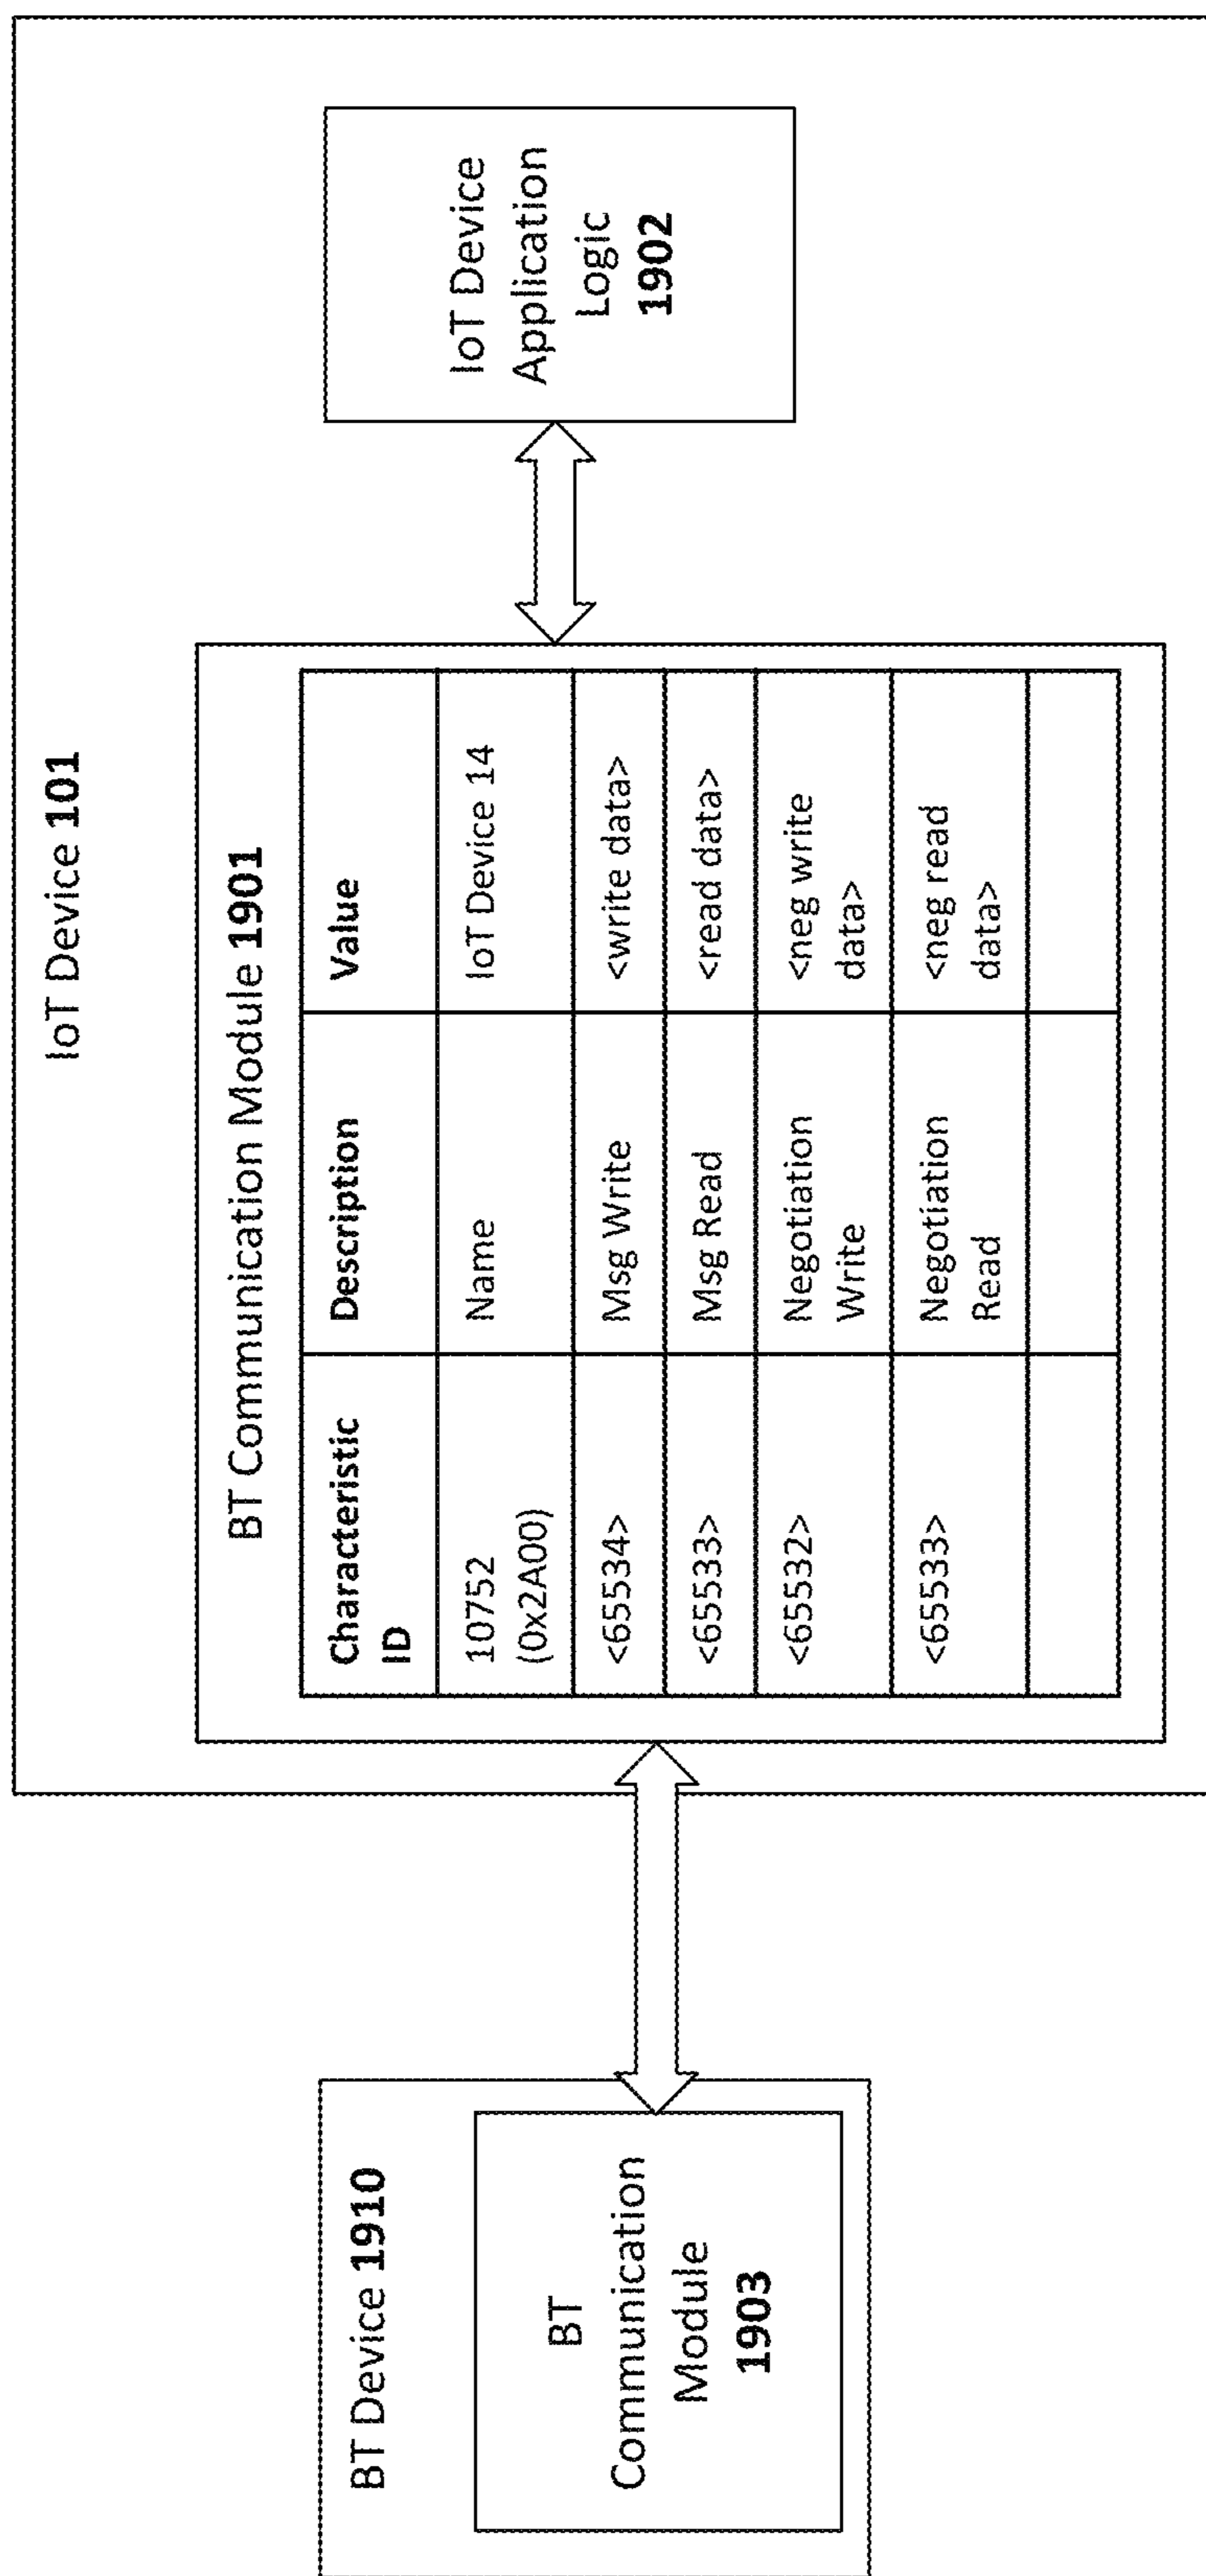 IoT Device 101
BT Device 1910
BT
Communication
Module
1903
BT Communication Module 1901
Characteristic
ID
Description
Value
10752
(0x2A00)
Name
IoT Device 14
<65534>
Msg Write
<write data>
<65533>
Msg Read
<read data>
<65532>
Negotiation
Write
<neg write
data>
<65533>
Negotiation
Read
<neg read
data>
IoT Device
Application
Logic
1902